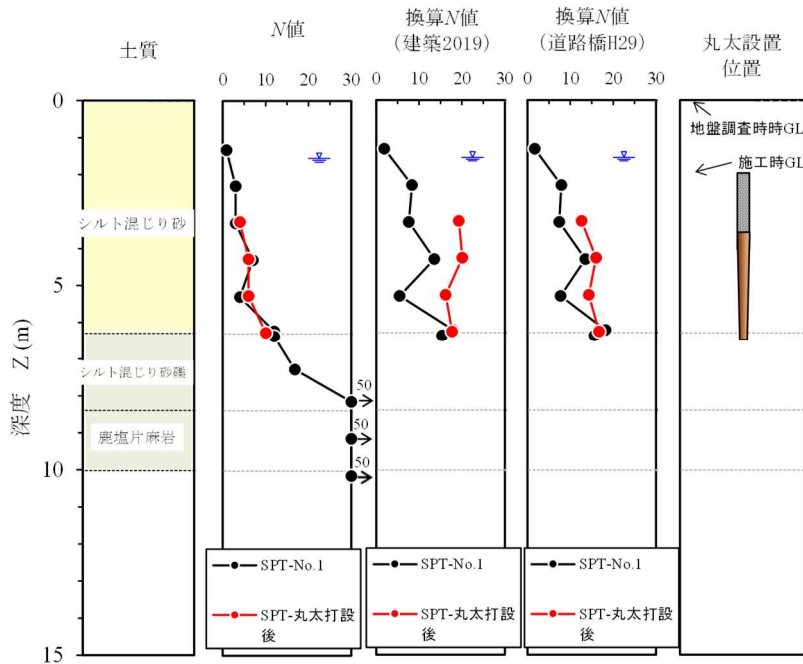 土質
N値
換算N値
(建築2019)
換算N値
(道路橋H29)
丸太設置
位置
0 10 20 30
0 10 20 30
0 10 20 30
0
5
10
15
深度 Z (m)
シルト混じり砂
シルト混じり砂礫
鹿塩片麻岩
50
50
50
地盤調査時時GL
施工時GL
SPT-No.1
SPT-丸太打設
後
SPT-No.1
SPT-丸太打設
後
SPT-No.1
SPT-丸太打設
後